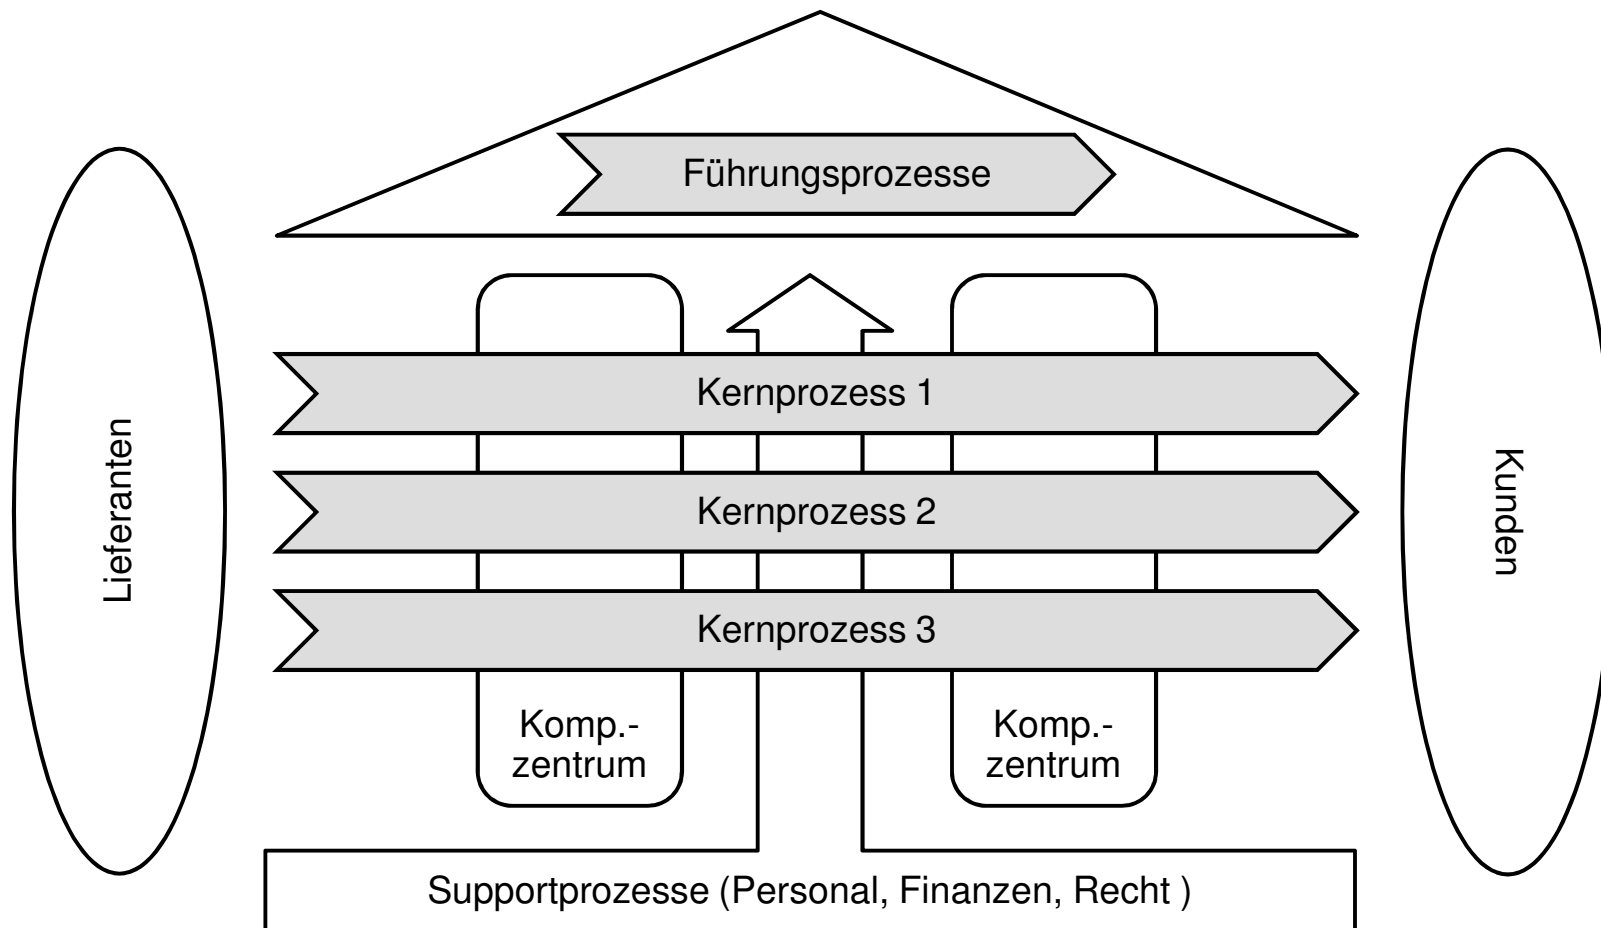 Führungsprozesse
Lieferanten
Kernprozess 1
Kernprozess 2
Kernprozess 3
Kunden
Komp.-
zentrum
Komp.-
zentrum
Supportprozesse (Personal, Finanzen, Recht )